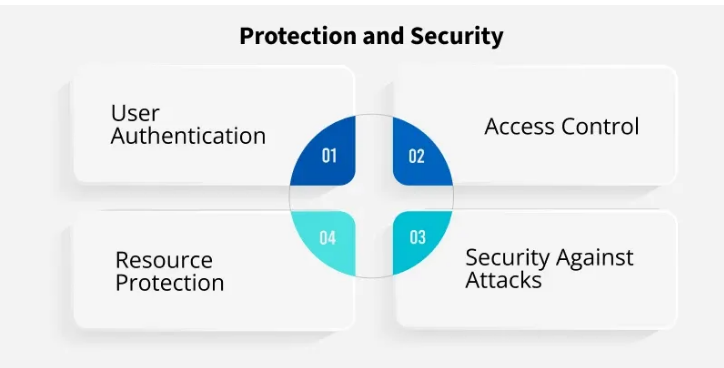 Protection and Security
User
Authentication
01
02
Access Control
Resource
Protection
04
03
Security Against
Attacks